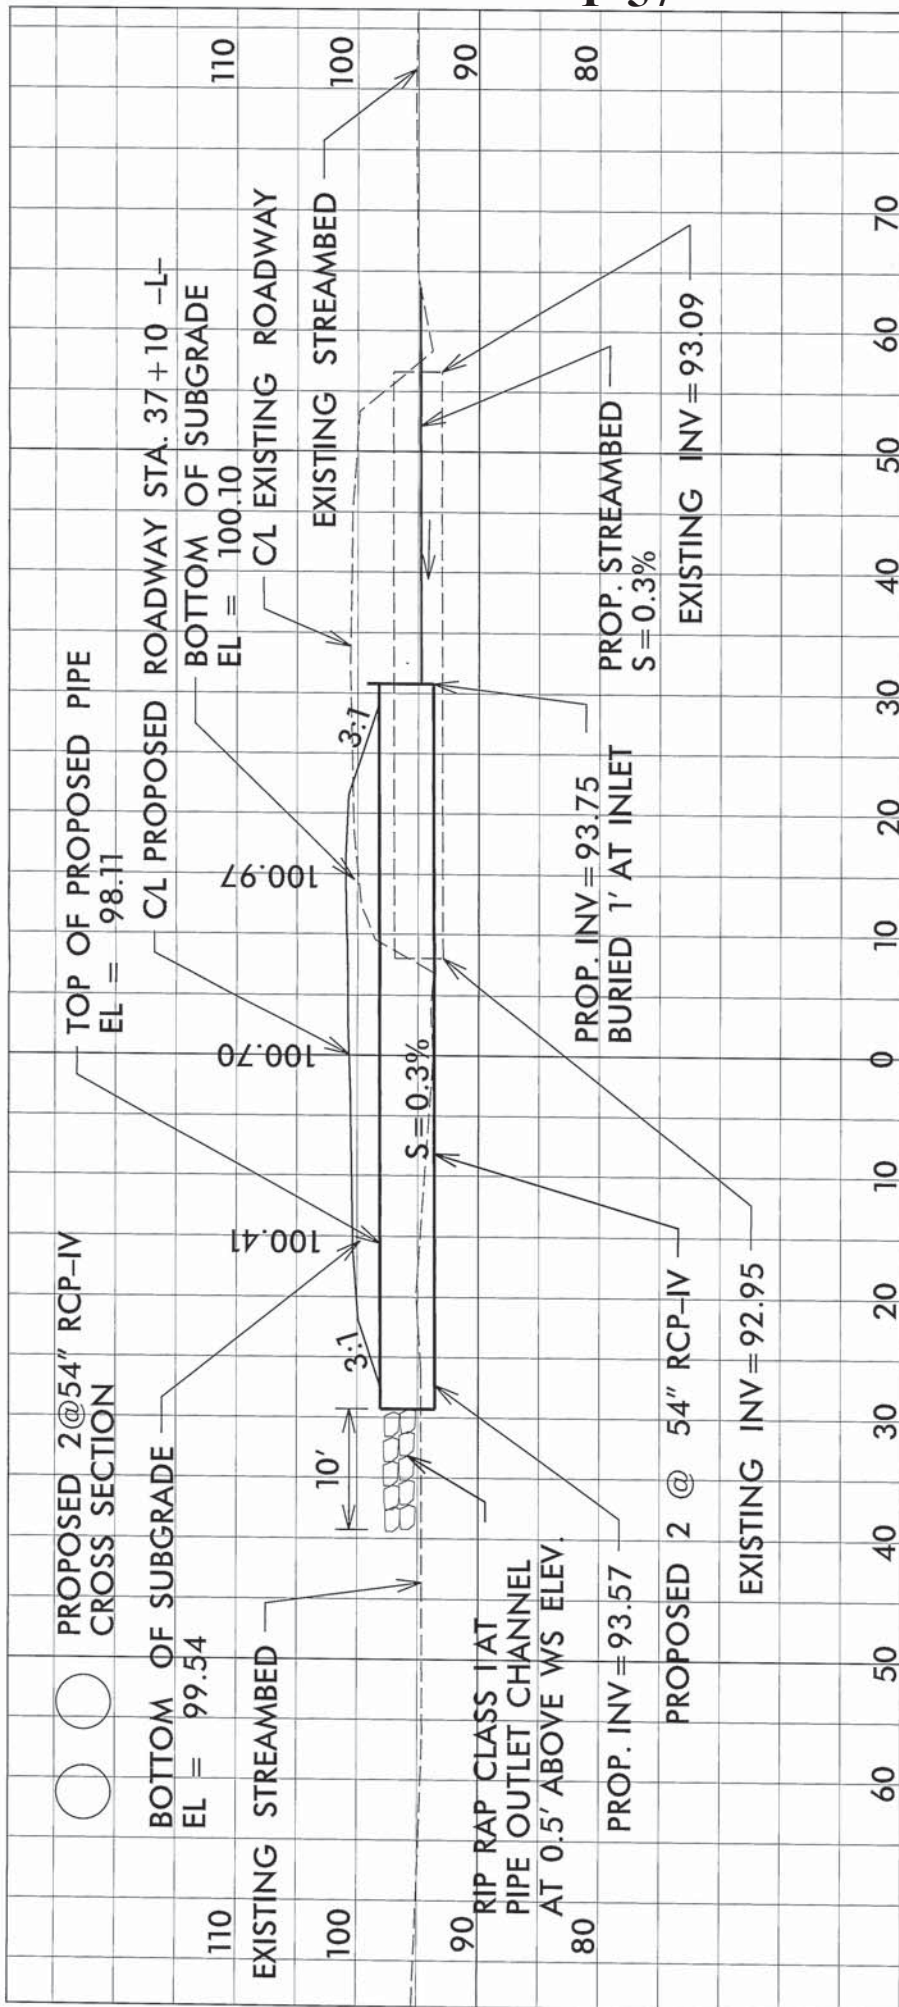 PROPOSED 2@54" RCP-IV
CROSS SECTION
BOTTOM OF SUBGRADE
EL = 99.54
TOP OF PROPOSED PIPE
EL = 98.11
C/L PROPOSED ROADWAY STA. 37+10 -L-
BOTTOM OF SUBGRADE
EL = 100.10
C/L EXISTING ROADWAY
EXISTING STREAMBED
EXISTING STREAMBED
110
100
90
80
110
100
90
80
10'
3:1
100.41
100.70
100.97
3:1
S=0.3%
RIP RAP CLASS I AT
PIPE OUTLET CHANNEL
AT 0.5' ABOVE WS ELEV.
PROP. INV=93.57
PROPOSED 2 @ 54" RCP-IV
EXISTING INV=92.95
PROP. INV=93.75
BURIED 1' AT INLET
PROP. STREAMBED
S=0.3%
EXISTING INV=93.09
60
50
40
30
20
10
0
10
20
30
40
50
60
70